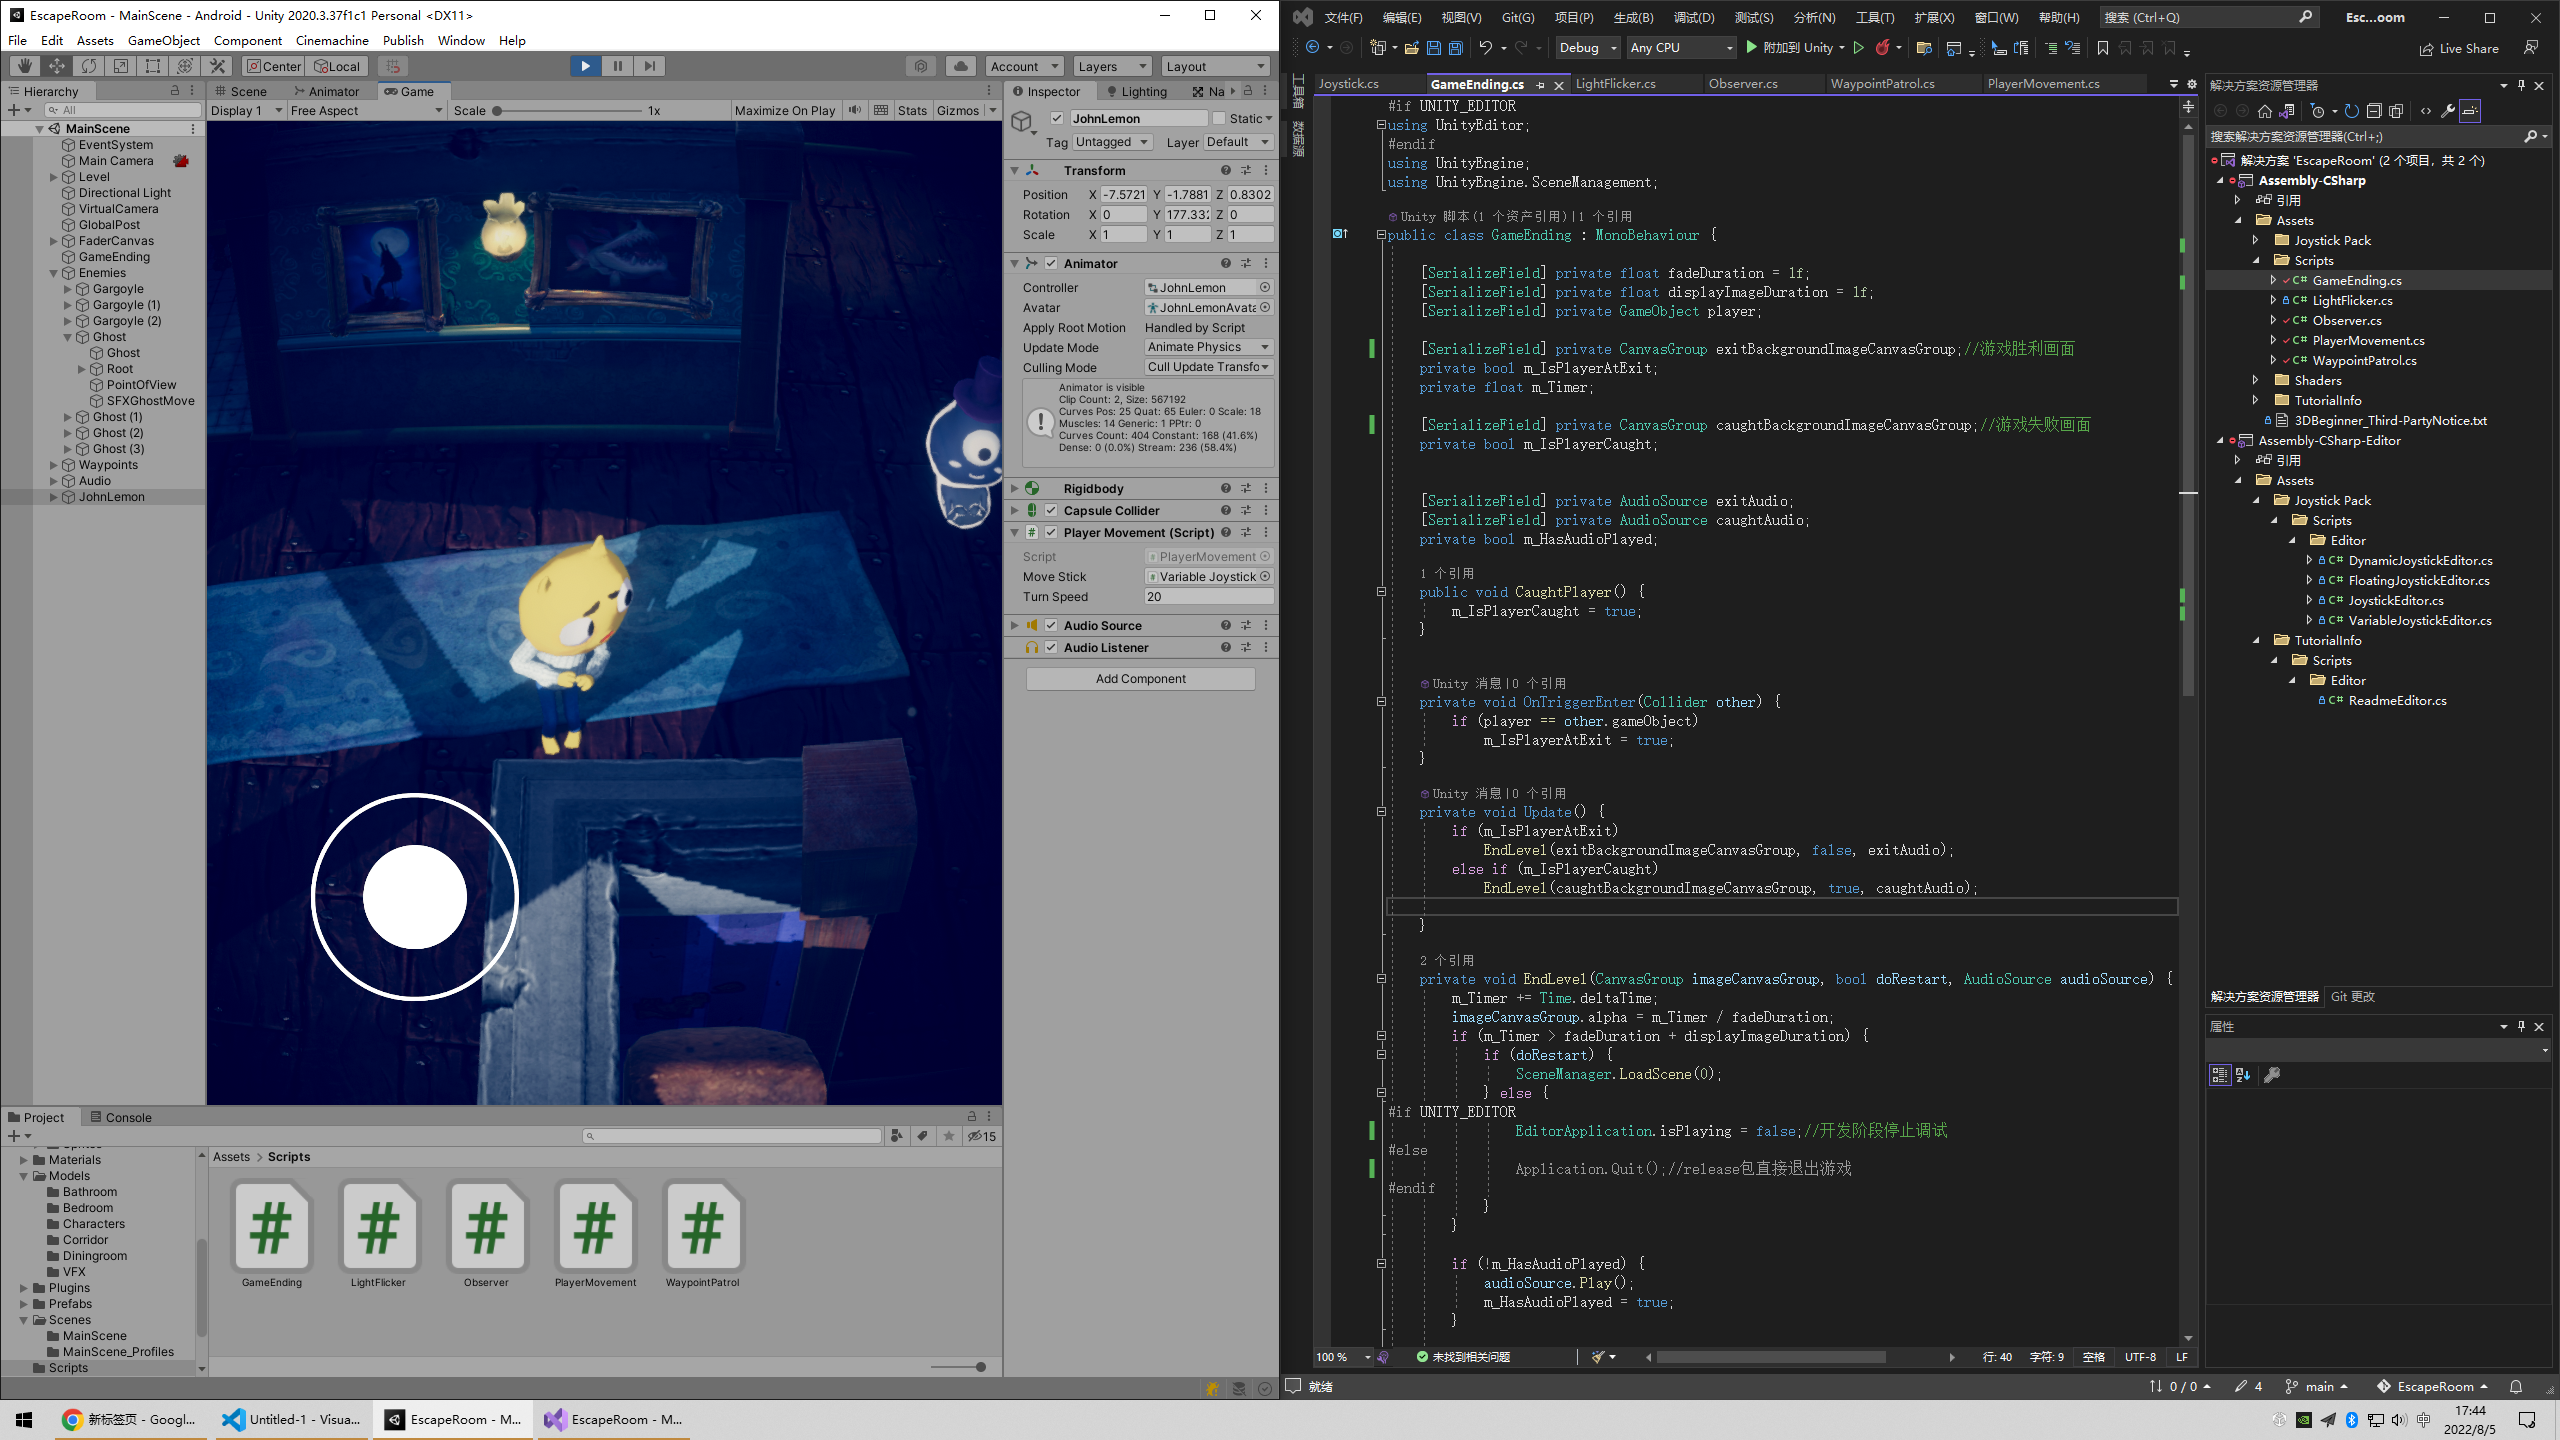 EscapeRoom - MainScene - Android - Unity 2020.3.37f1c1 Personal <DX11>
File Edit Assets GameObject Component Cinemachine Publish Window Help
Center Local Account Layers Layout
Hierarchy
All
MainScene
EventSystem
Main Camera
Level
Directional Light
VirtualCamera
GlobalPost
FaderCanvas
GameEnding
Enemies
Gargoyle
Gargoyle (1)
Gargoyle (2)
Ghost
Ghost
Root
PointOfView
SFXGhostMove
Ghost (1)
Ghost (2)
Ghost (3)
Waypoints
Audio
JohnLemon
Scene Animator Game
Display 1 Free Aspect Scale 1x Maximize On Play Stats Gizmos
Inspector Lighting Na
JohnLemon Static
Tag Untagged Layer Default
Transform
Position X -7.5721 Y -1.7881 Z 0.8302
Rotation X 0 Y 177.332 Z 0
Scale X 1 Y 1 Z 1
Animator
Controller JohnLemon
Avatar JohnLemonAvata
Apply Root Motion Handled by Script
Update Mode Animate Physics
Culling Mode Cull Update Transfo
Animator is visible
Clip Count: 2, Size: 567192
Curves Pos: 25 Quat: 65 Euler: 0 Scale: 18
Muscles: 14 Generic: 1 PPtr: 0
Curves Count: 404 Constant: 168 (41.6%)
Dense: 0 (0.0%) Stream: 236 (58.4%)
Rigidbody
Capsule Collider
Player Movement (Script)
Script PlayerMovement
Move Stick Variable Joystick
Turn Speed 20
Audio Source
Audio Listener
Add Component
Project Console
15
Materials
Models
Bathroom
Bedroom
Characters
Corridor
Diningroom
VFX
Plugins
Prefabs
Scenes
MainScene
MainScene_Profiles
Scripts
Assets > Scripts
GameEnding LightFlicker Observer PlayerMovement WaypointPatrol
文件(F) 编辑(E) 视图(V) Git(G) 项目(P) 生成(B) 调试(D) 测试(S) 分析(N) 工具(T) 扩展(X) 窗口(W) 帮助(H) 搜索 (Ctrl+Q) Esc...oom
Debug Any CPU 附加到 Unity Live Share
工具箱
数据源
Joystick.cs GameEnding.cs LightFlicker.cs Observer.cs WaypointPatrol.cs PlayerMovement.cs
#if UNITY_EDITOR
using UnityEditor;
#endif
using UnityEngine;
using UnityEngine.SceneManagement;
Unity 脚本(1 个资产引用)|1 个引用
public class GameEnding : MonoBehaviour {
[SerializeField] private float fadeDuration = 1f;
[SerializeField] private float displayImageDuration = 1f;
[SerializeField] private GameObject player;
[SerializeField] private CanvasGroup exitBackgroundImageCanvasGroup;//游戏胜利画面
private bool m_IsPlayerAtExit;
private float m_Timer;
[SerializeField] private CanvasGroup caughtBackgroundImageCanvasGroup;//游戏失败画面
private bool m_IsPlayerCaught;
[SerializeField] private AudioSource exitAudio;
[SerializeField] private AudioSource caughtAudio;
private bool m_HasAudioPlayed;
1 个引用
public void CaughtPlayer() {
m_IsPlayerCaught = true;
}
Unity 消息|0 个引用
private void OnTriggerEnter(Collider other) {
if (player == other.gameObject)
m_IsPlayerAtExit = true;
}
Unity 消息|0 个引用
private void Update() {
if (m_IsPlayerAtExit)
EndLevel(exitBackgroundImageCanvasGroup, false, exitAudio);
else if (m_IsPlayerCaught)
EndLevel(caughtBackgroundImageCanvasGroup, true, caughtAudio);
}
2 个引用
private void EndLevel(CanvasGroup imageCanvasGroup, bool doRestart, AudioSource audioSource) {
m_Timer += Time.deltaTime;
imageCanvasGroup.alpha = m_Timer / fadeDuration;
if (m_Timer > fadeDuration + displayImageDuration) {
if (doRestart) {
SceneManager.LoadScene(0);
} else {
#if UNITY_EDITOR
EditorApplication.isPlaying = false;//开发阶段停止调试
#else
Application.Quit();//release包直接退出游戏
#endif
}
}
if (!m_HasAudioPlayed) {
audioSource.Play();
m_HasAudioPlayed = true;
}
100 % 未找到相关问题 行: 40 字符: 9 空格 UTF-8 LF
解决方案资源管理器
搜索解决方案资源管理器(Ctrl+;)
解决方案 'EscapeRoom' (2 个项目，共 2 个)
Assembly-CSharp
引用
Assets
Joystick Pack
Scripts
C# GameEnding.cs
C# LightFlicker.cs
C# Observer.cs
C# PlayerMovement.cs
C# WaypointPatrol.cs
Shaders
TutorialInfo
3DBeginner_Third-PartyNotice.txt
Assembly-CSharp-Editor
引用
Assets
Joystick Pack
Scripts
Editor
C# DynamicJoystickEditor.cs
C# FloatingJoystickEditor.cs
C# JoystickEditor.cs
C# VariableJoystickEditor.cs
TutorialInfo
Scripts
Editor
C# ReadmeEditor.cs
解决方案资源管理器 Git 更改
属性
就绪 0 / 0 4 main EscapeRoom
新标签页 - Googl... Untitled-1 - Visua... EscapeRoom - M... EscapeRoom - M...
中 17:44
2022/8/5